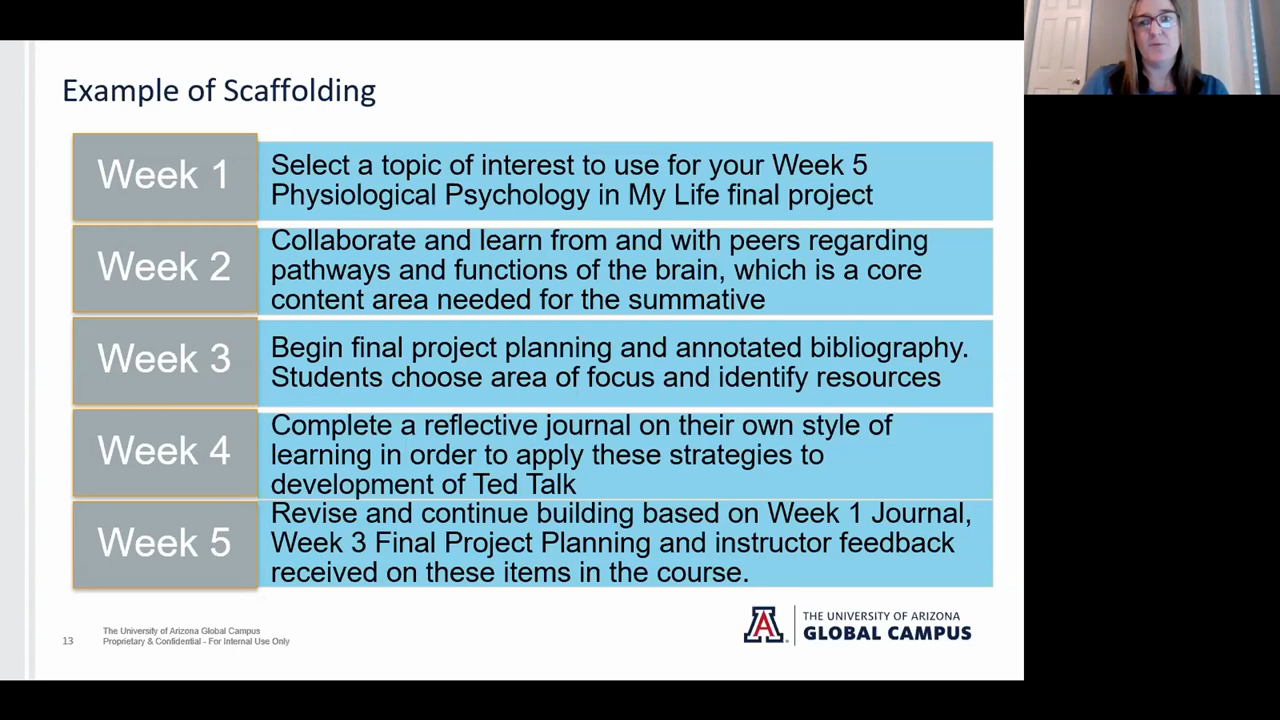 Example of Scaffolding
Week 1
Select a topic of interest to use for your Week 5
Physiological Psychology in My Life final project
Week 2
Collaborate and learn from and with peers regarding
pathways and functions of the brain, which is a core
content area needed for the summative
Week 3
Begin final project planning and annotated bibliography.
Students choose area of focus and identify resources
Week 4
Complete a reflective journal on their own style of
learning in order to apply these strategies to
development of Ted Talk
Week 5
Revise and continue building based on Week 1 Journal,
Week 3 Final Project Planning and instructor feedback
received on these items in the course.
13
The University of Arizona Global Campus
Proprietary & Confidential - For Internal Use Only
A
THE UNIVERSITY OF ARIZONA
GLOBAL CAMPUS